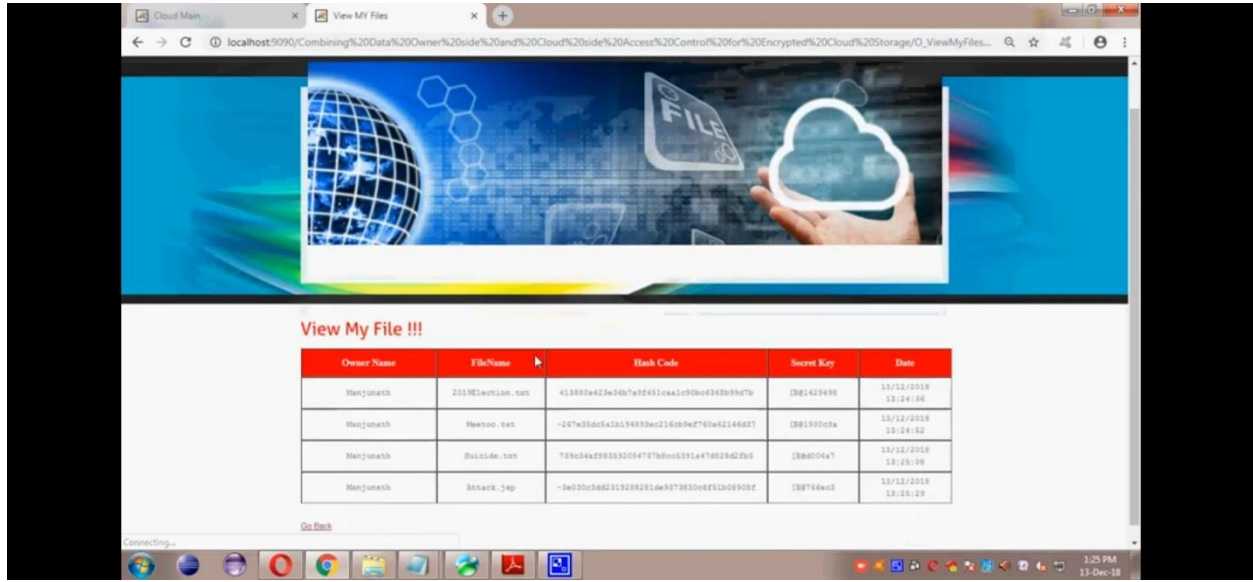 Cloud Main
View MY Files
localhost:9090/Combining%20Data%20Owner%20side%20and%20Cloud%20side%20Access%20Control%20for%20Encrypted%20Cloud%20Storage/O_ViewMyFiles...
FILE
View My File !!!
Owner Name FileName Hash Code Secret Key Date
Manjunath 2019Election.txt 13/12/2018
13:24:36
Manjunath Meetoo.txt 13/12/2018
13:24:52
Manjunath Suicide.txt 13/12/2018
13:25:08
Manjunath Attack.jsp 13/12/2018
13:25:29
Go Back
Connecting...
1:25 PM
13-Dec-18